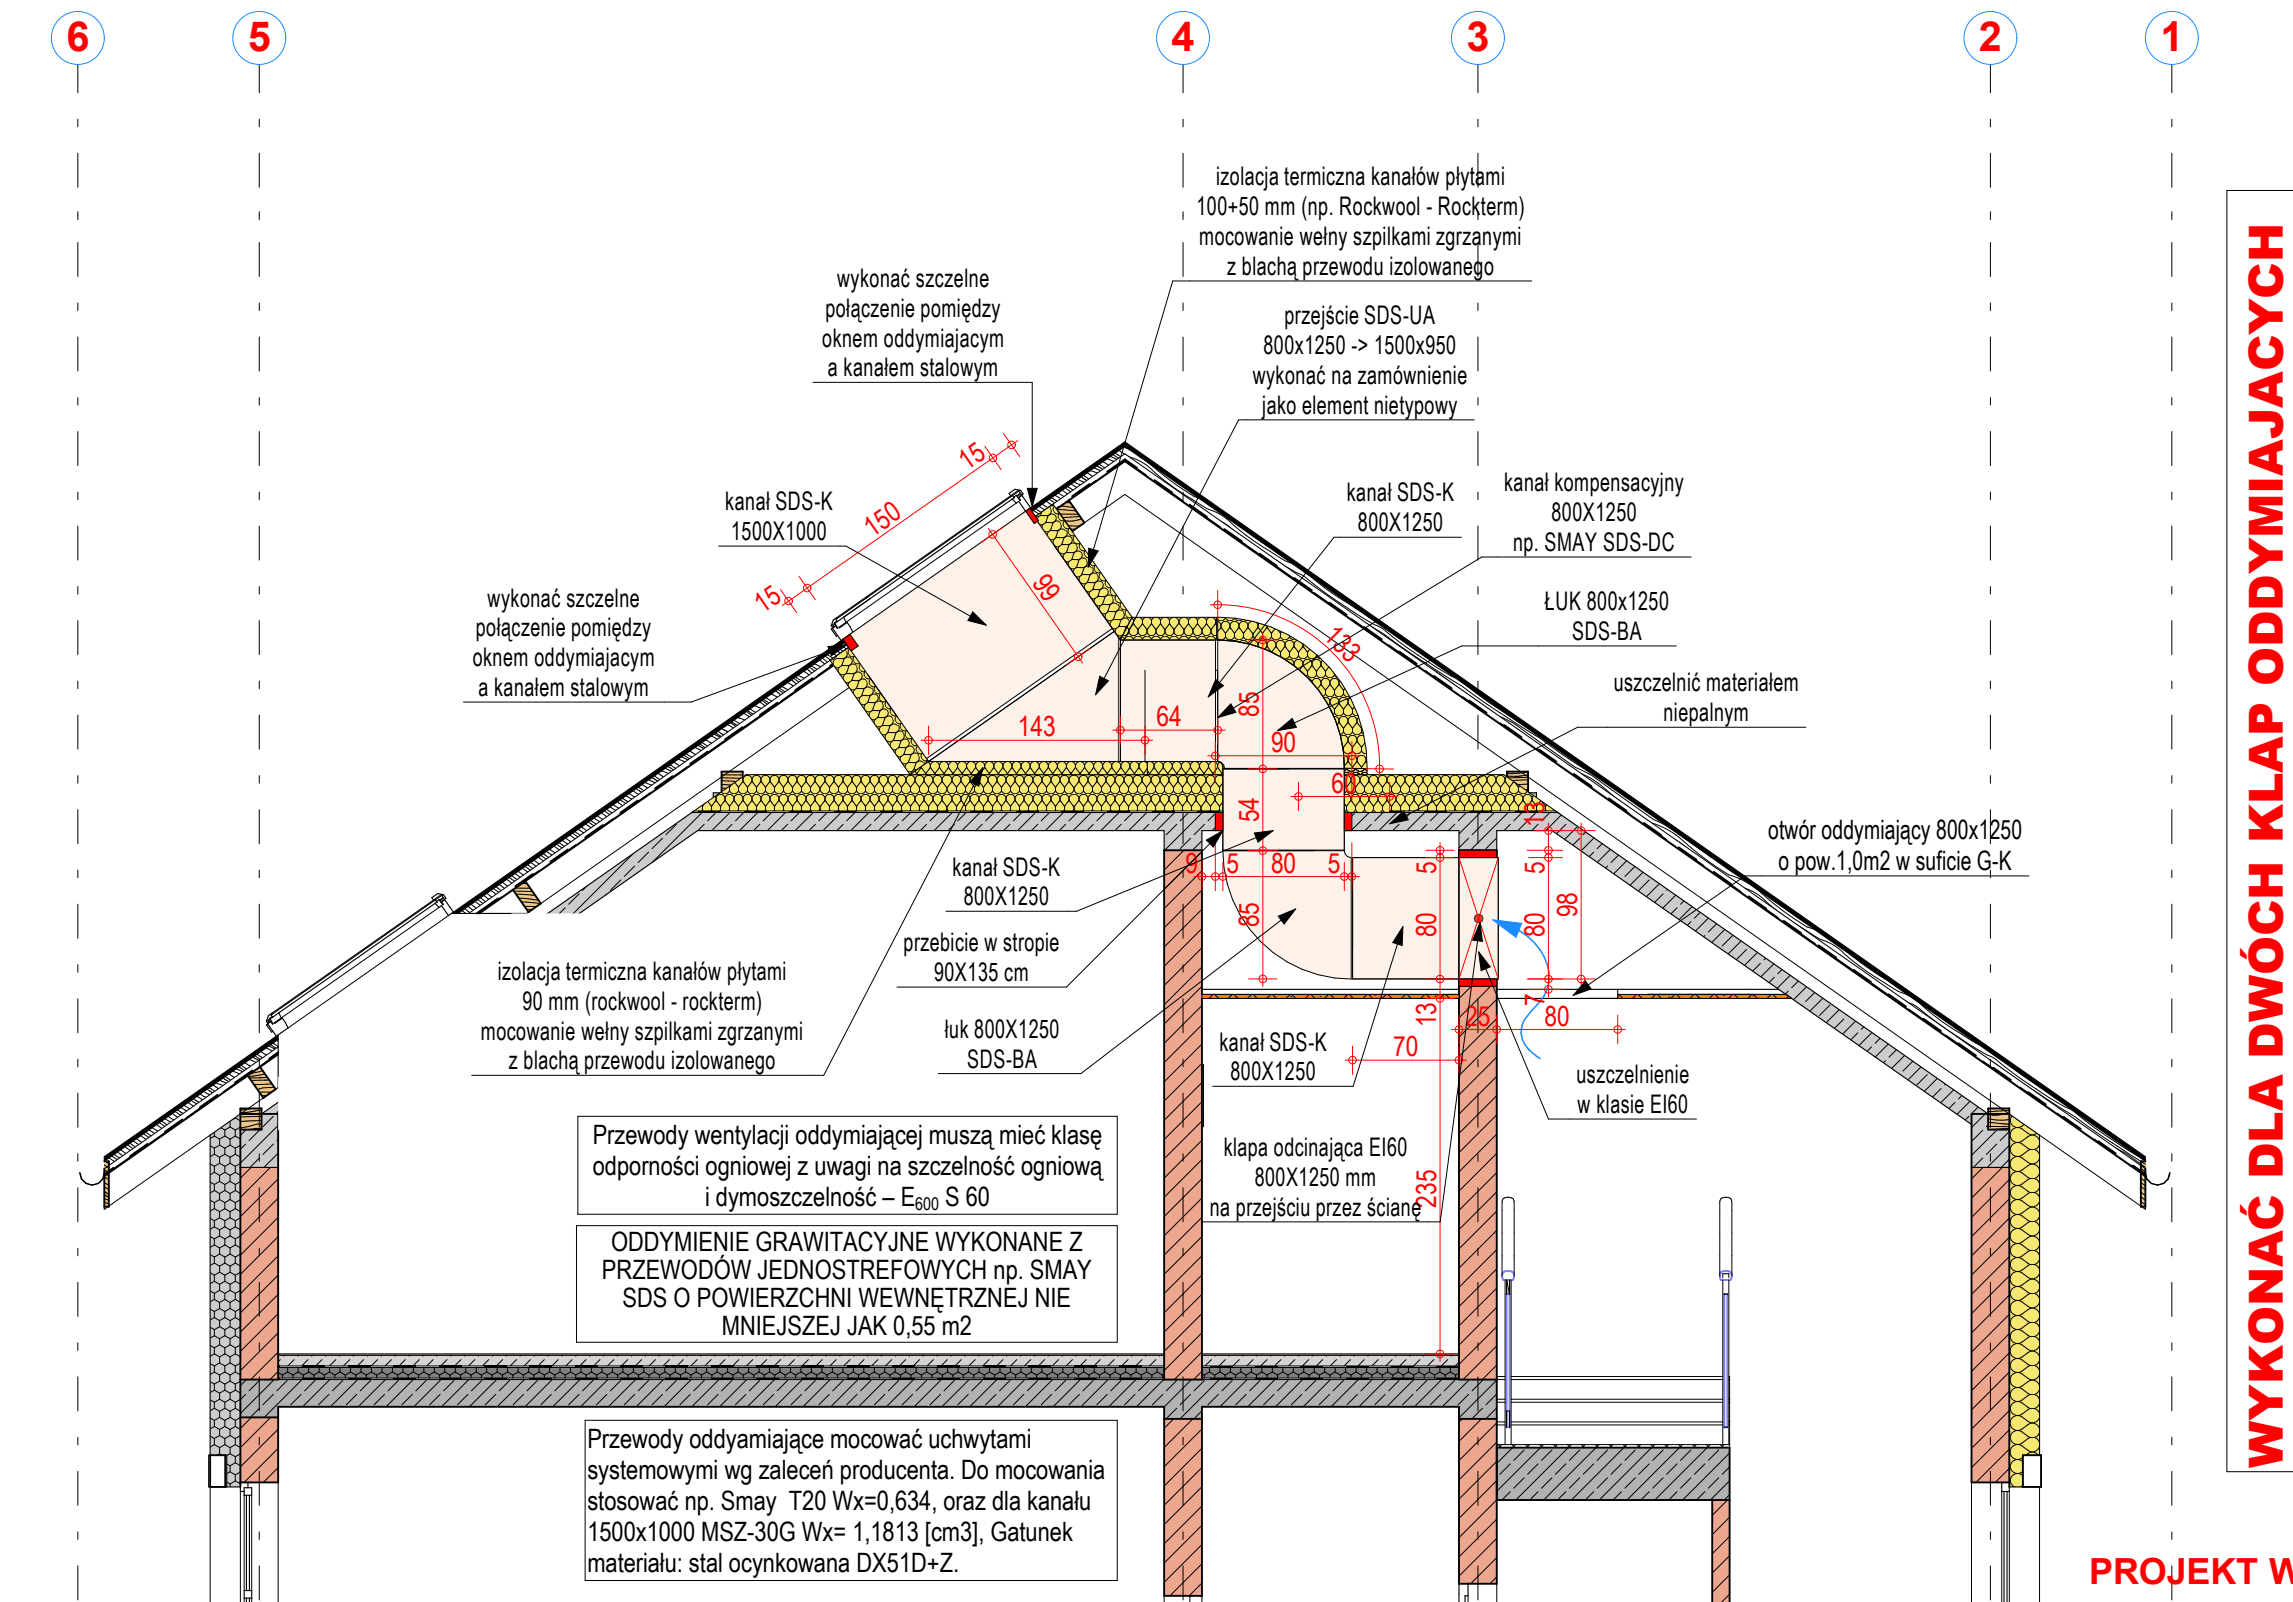 6
5
4
3
2
1
izolacja termiczna kanałów płytami
100+50 mm (np. Rockwool - Rockterm)
mocowanie wełny szpilkami zgrzanymi
z blachą przewodu izolowanego
wykonać szczelne
połączenie pomiędzy
oknem oddymiajacym
a kanałem stalowym
przejście SDS-UA
800x1250 -> 1500x950
wykonać na zamównienie
jako element nietypowy
kanał SDS-K
1500X1000
kanał SDS-K
800X1250
kanał kompensacyjny
800X1250
np. SMAY SDS-DC
wykonać szczelne
połączenie pomiędzy
oknem oddymiajacym
a kanałem stalowym
ŁUK 800x1250
SDS-BA
uszczelnić materiałem
niepalnym
otwór oddymiający 800x1250
o pow.1,0m2 w suficie G-K
15
150
15
99
133
143
64
85
90
60
54
13
9
5
80
5
85
5
80
5
80
98
13
7
25
80
70
235
kanał SDS-K
800X1250
przebicie w stropie
90X135 cm
łuk 800X1250
SDS-BA
izolacja termiczna kanałów płytami
90 mm (rockwool - rockterm)
mocowanie wełny szpilkami zgrzanymi
z blachą przewodu izolowanego
kanał SDS-K
800X1250
uszczelnienie
w klasie EI60
klapa odcinająca EI60
800X1250 mm
na przejściu przez ścianę
Przewody wentylacji oddymiającej muszą mieć klasę
odporności ogniowej z uwagi na szczelność ogniową
i dymoszczelność – E600 S 60
ODDYMIENIE GRAWITACYJNE WYKONANE Z
PRZEWODÓW JEDNOSTREFOWYCH np. SMAY
SDS O POWIERZCHNI WEWNĘTRZNEJ NIE
MNIEJSZEJ JAK 0,55 m2
Przewody oddyamiające mocować uchwytami
systemowymi wg zaleceń producenta. Do mocowania
stosować np. Smay T20 Wx=0,634, oraz dla kanału
1500x1000 MSZ-30G Wx= 1,1813 [cm3], Gatunek
materiału: stal ocynkowana DX51D+Z.
WYKONAĆ DLA DWÓCH KLAP ODDYMIAJACYCH
PROJEKT W